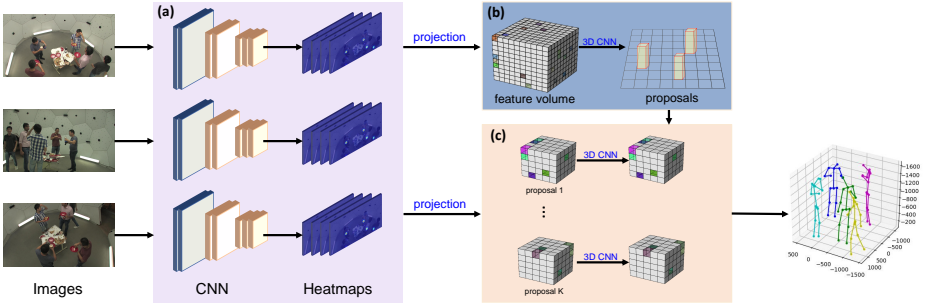 (a)
projection
projection
Images
CNN
Heatmaps
(b)
3D CNN
feature volume
proposals
(c)
3D CNN
proposal 1
...
3D CNN
proposal K
1600
-1400
-1200
-1000
-800
-600
-400
-200
500
0
-500
-1000
-1500
-1000
-500
0
500
1000